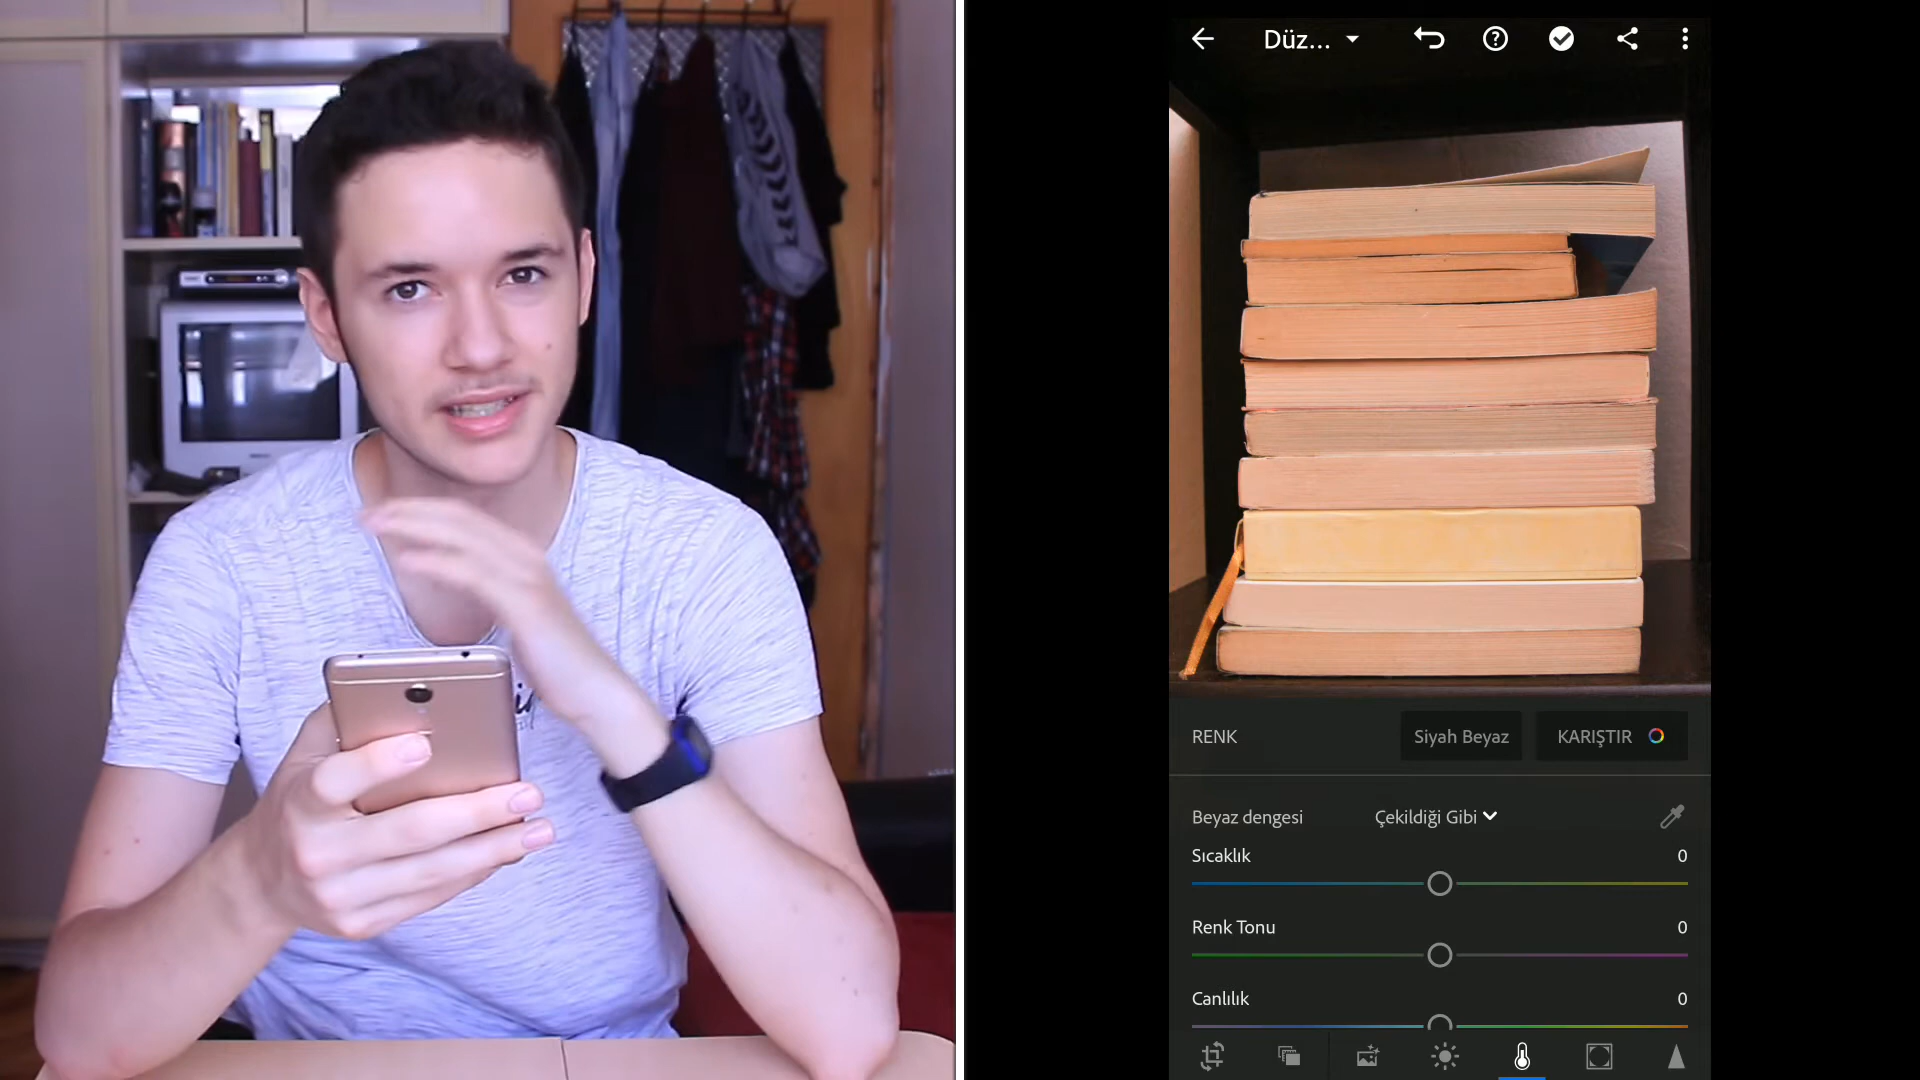 Düz...
RENK
Siyah Beyaz
KARIŞTIR
Beyaz dengesi
Çekildiği Gibi
Sıcaklık
0
Renk Tonu
0
Canlılık
0